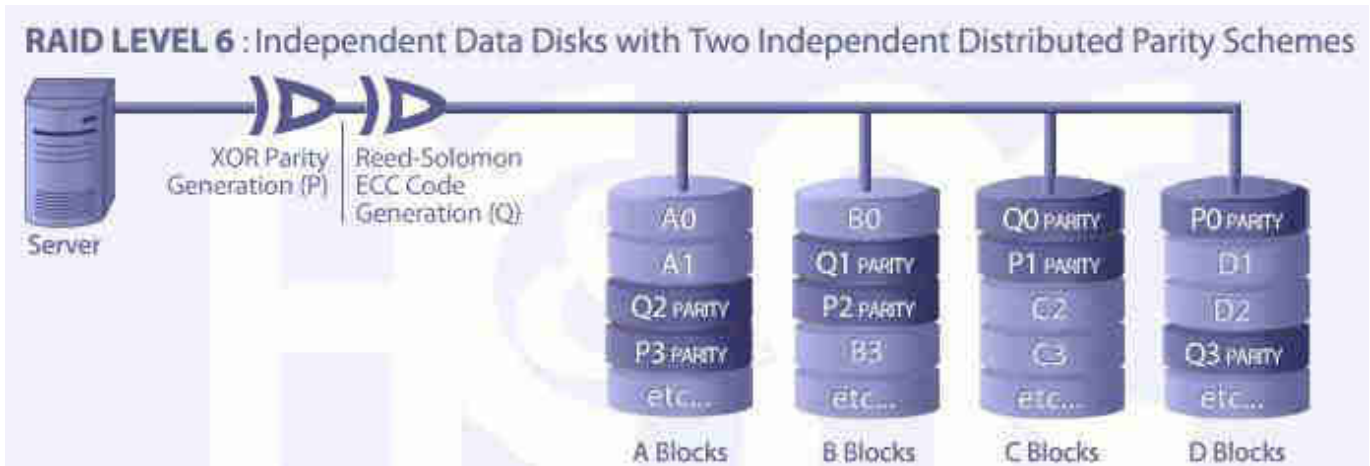 RAID LEVEL 6 : Independent Data Disks with Two Independent Distributed Parity Schemes
XOR Parity
Generation (P)
Reed-Solomon
ECC Code
Generation (Q)
Server
A0
A1
Q2 PARITY
P3 PARITY
etc...
A Blocks
B0
Q1 PARITY
P2 PARITY
B3
etc...
B Blocks
Q0 PARITY
P1 PARITY
C2
C3
etc...
C Blocks
P0 PARITY
D1
D2
Q3 PARITY
etc...
D Blocks